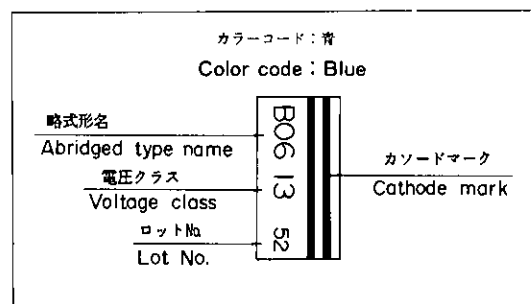 カラーコード：青
Color code : Blue
略式形名
Abridged type name
電圧クラス
Voltage class
ロットNo.
Lot No.
B06 13 52
カソードマーク
Cathode mark